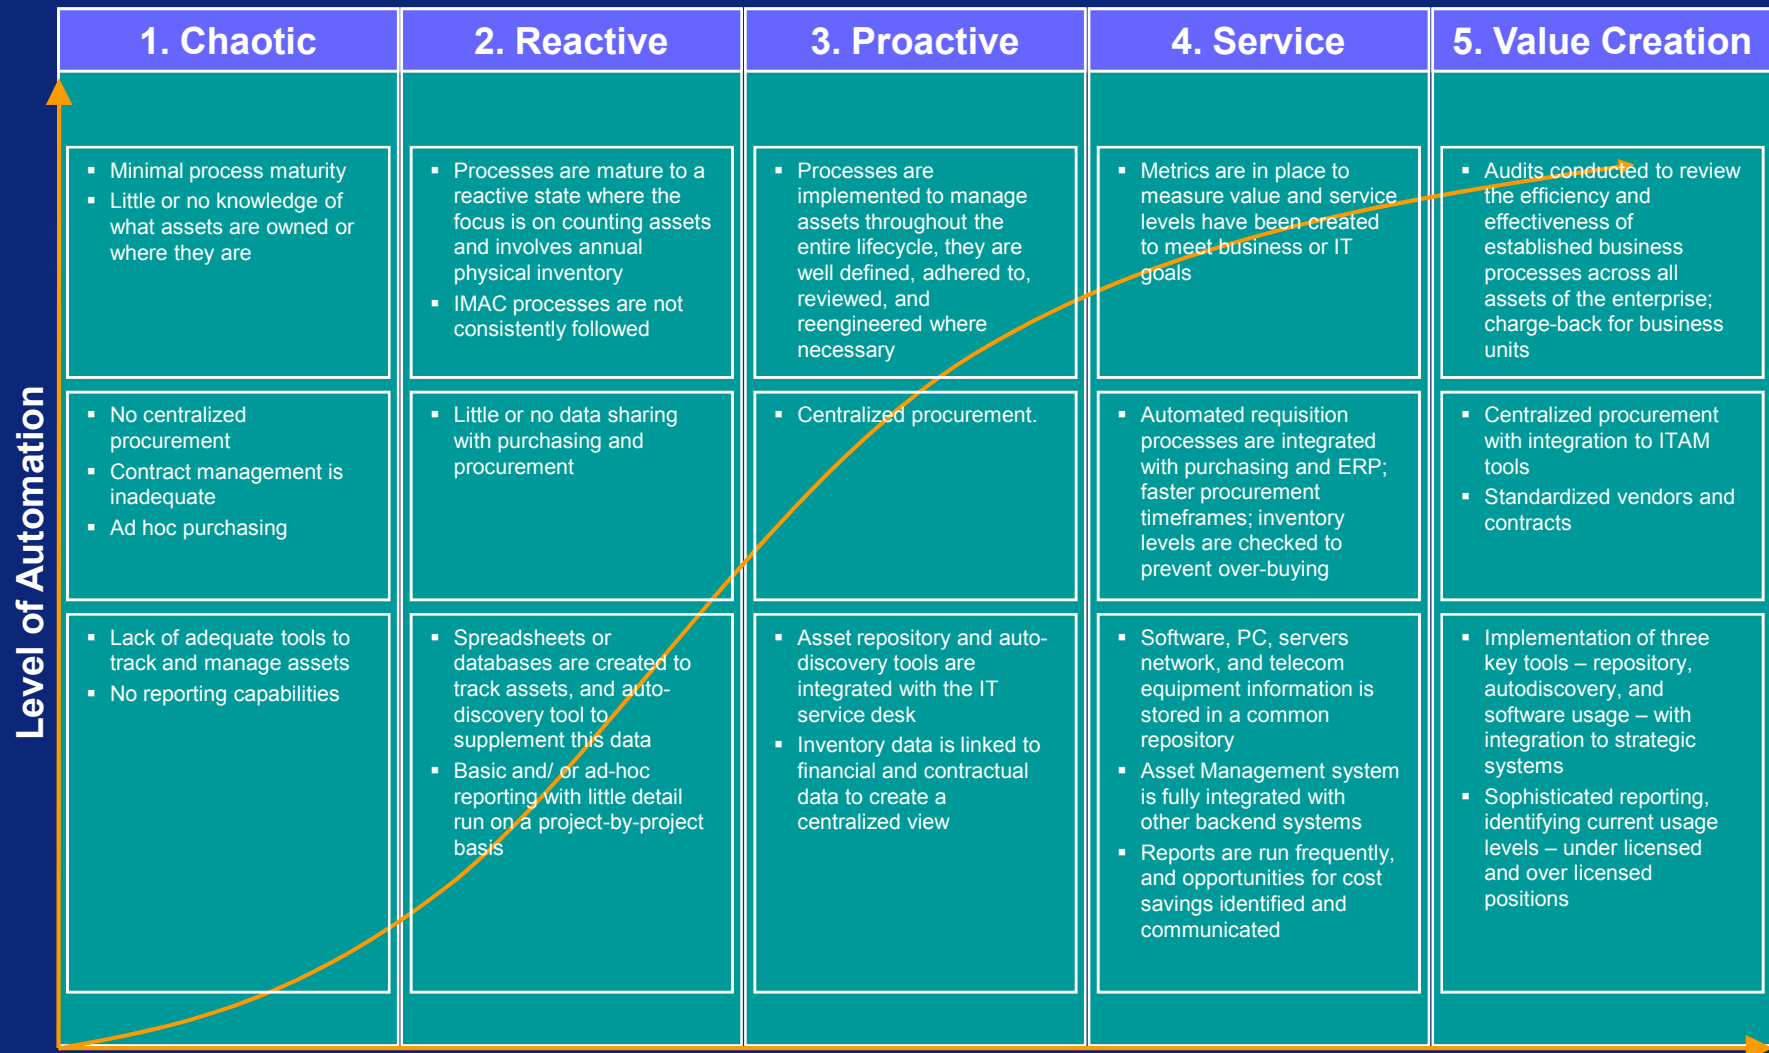 1. Chaotic
2. Reactive
3. Proactive
4. Service
5. Value Creation
Level of Automation
▪ Minimal process maturity
▪ Little or no knowledge of
what assets are owned or
where they are
▪ Processes are mature to a
reactive state where the
focus is on counting assets
and involves annual
physical inventory
▪ IMAC processes are not
consistently followed
▪ Processes are
implemented to manage
assets throughout the
entire lifecycle, they are
well defined, adhered to,
reviewed, and
reengineered where
necessary
▪ Metrics are in place to
measure value and service
levels have been created
to meet business or IT
goals
▪ Audits conducted to review
the efficiency and
effectiveness of
established business
processes across all
assets of the enterprise;
charge-back for business
units
▪ No centralized
procurement
▪ Contract management is
inadequate
▪ Ad hoc purchasing
▪ Little or no data sharing
with purchasing and
procurement
▪ Centralized procurement.
▪ Automated requisition
processes are integrated
with purchasing and ERP;
faster procurement
timeframes; inventory
levels are checked to
prevent over-buying
▪ Centralized procurement
with integration to ITAM
tools
▪ Standardized vendors and
contracts
▪ Lack of adequate tools to
track and manage assets
▪ No reporting capabilities
▪ Spreadsheets or
databases are created to
track assets, and auto-
discovery tool to
supplement this data
▪ Basic and/ or ad-hoc
reporting with little detail
run on a project-by-project
basis
▪ Asset repository and auto-
discovery tools are
integrated with the IT
service desk
▪ Inventory data is linked to
financial and contractual
data to create a
centralized view
▪ Software, PC, servers
network, and telecom
equipment information is
stored in a common
repository
▪ Asset Management system
is fully integrated with
other backend systems
▪ Reports are run frequently,
and opportunities for cost
savings identified and
communicated
▪ Implementation of three
key tools – repository,
autodiscovery, and
software usage – with
integration to strategic
systems
▪ Sophisticated reporting,
identifying current usage
levels – under licensed
and over licensed
positions